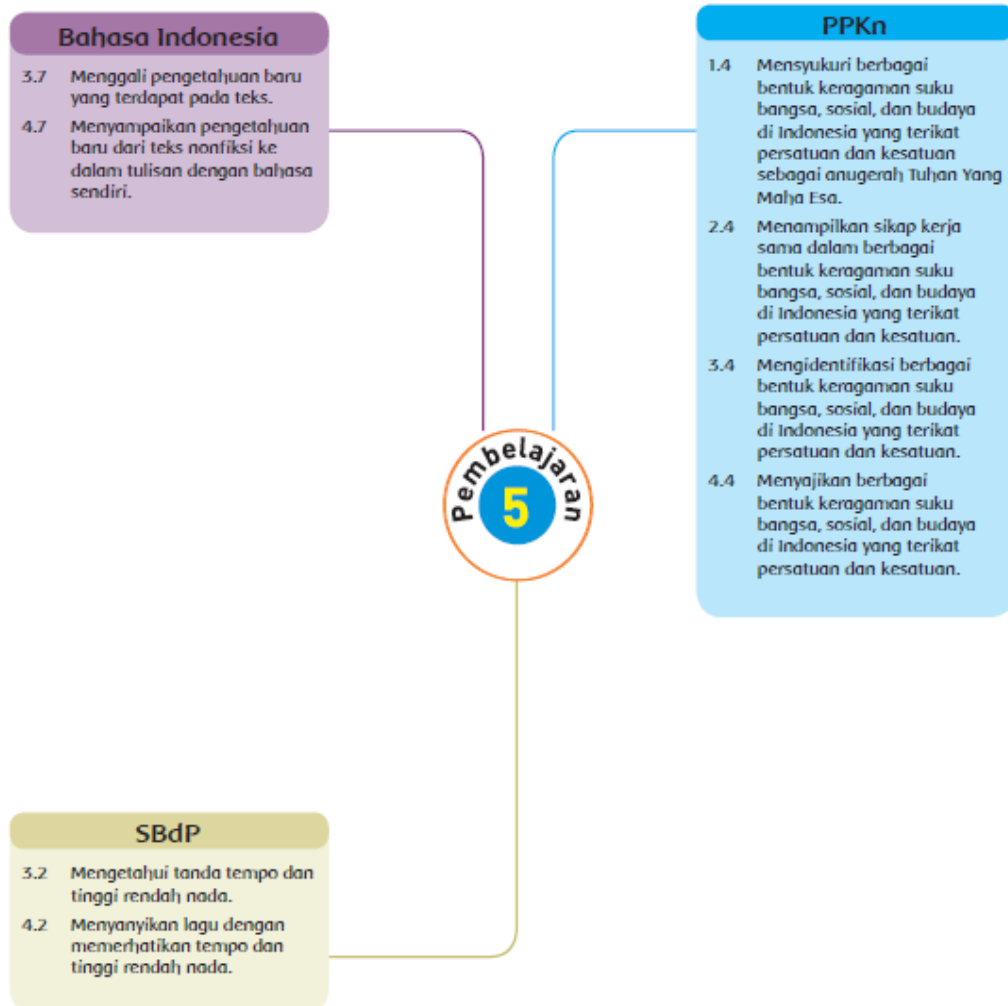 Bahasa Indonesia
3.7 Menggali pengetahuan baru
yang terdapat pada teks.
4.7 Menyampaikan pengetahuan
baru dari teks nonfiksi ke
dalam tulisan dengan bahasa
sendiri.
PPKn
1.4 Mensyukuri berbagai
bentuk keragaman suku
bangsa, sosial, dan budaya
di Indonesia yang terikat
persatuan dan kesatuan
sebagai anugerah Tuhan Yang
Maha Esa.
2.4 Menampilkan sikap kerja
sama dalam berbagai
bentuk keragaman suku
bangsa, sosial, dan budaya
di Indonesia yang terikat
persatuan dan kesatuan.
3.4 Mengidentifikasi berbagai
bentuk keragaman suku
bangsa, sosial, dan budaya
di Indonesia yang terikat
persatuan dan kesatuan.
4.4 Menyajikan berbagai
bentuk keragaman suku
bangsa, sosial, dan budaya
di Indonesia yang terikat
persatuan dan kesatuan.
Pembelajaran
5
SBdP
3.2 Mengetahui tanda tempo dan
tinggi rendah nada.
4.2 Menyanyikan lagu dengan
memerhatikan tempo dan
tinggi rendah nada.